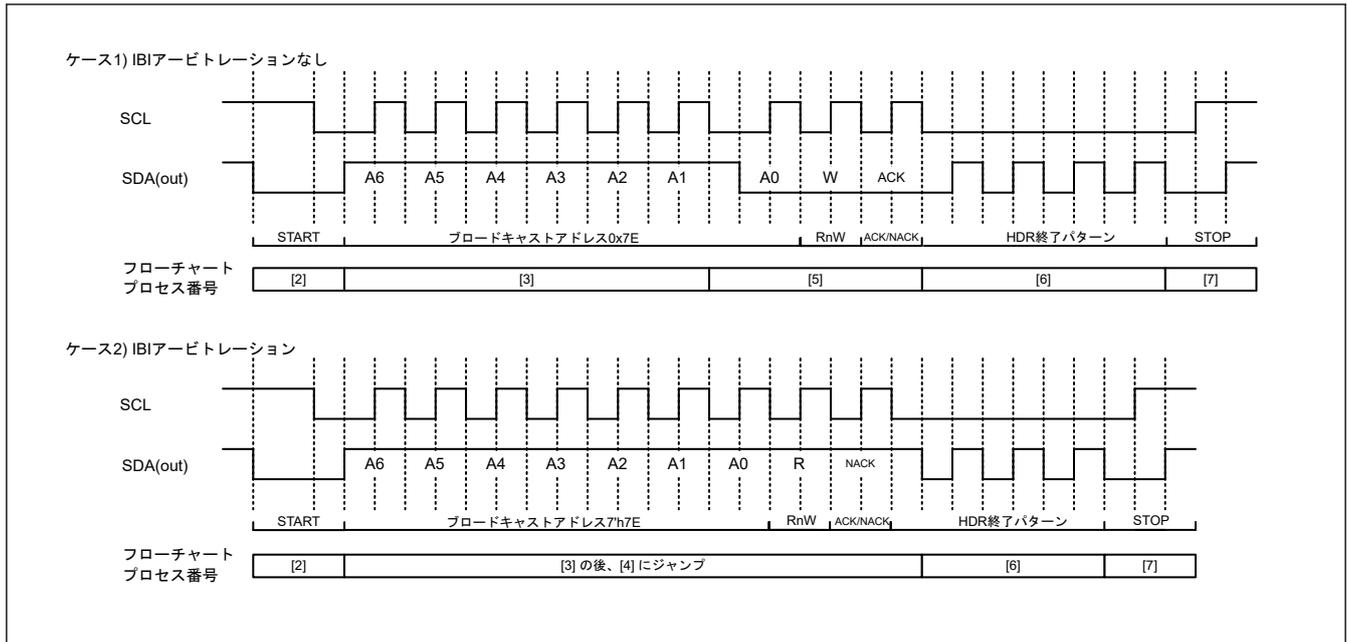 ケース1) IBIアービトレーションなし
SCL
SDA(out)
A6 A5 A4 A3 A2 A1 A0 W ACK
START ブロードキャストアドレス0x7E RnW ACK/NACK HDR終了パターン STOP
フローチャート
プロセス番号
[2] [3] [5] [6] [7]
ケース2) IBIアービトレーション
SCL
SDA(out)
A6 A5 A4 A3 A2 A1 A0 R NACK
START ブロードキャストアドレス7'h7E RnW ACK/NACK HDR終了パターン STOP
フローチャート
プロセス番号
[2] [3] の後、[4] にジャンプ [6] [7]